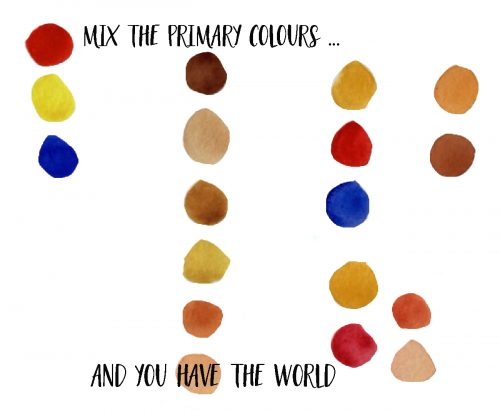 MIX THE PRIMARY COLOURS ...
AND YOU HAVE THE WORLD